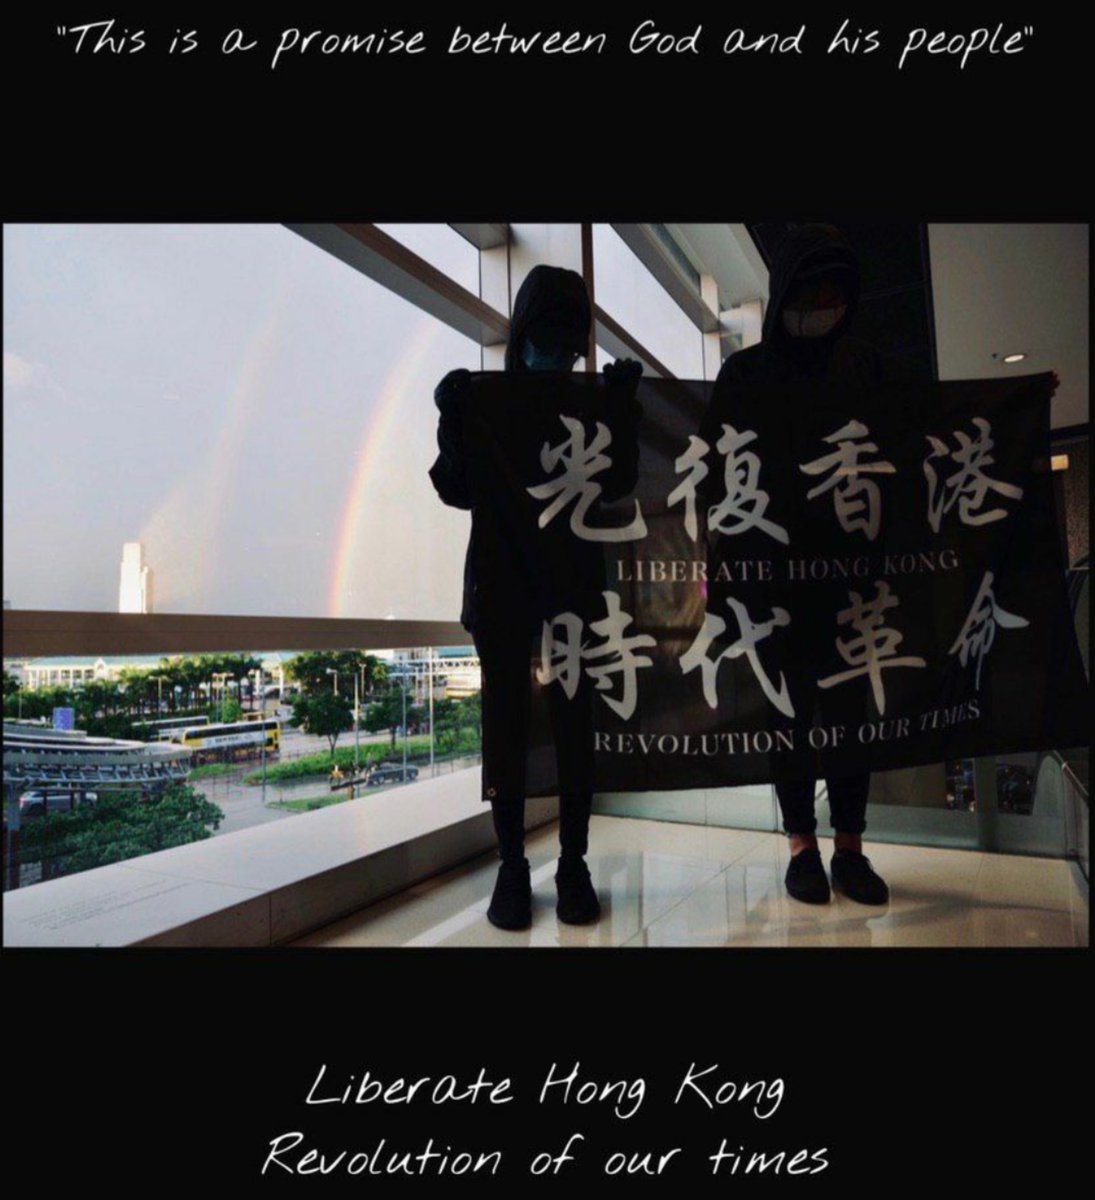 "This is a promise between God and his people"
光復香港
LIBERATE HONG KONG
時代革命
REVOLUTION OF OUR TIMES
Liberate Hong Kong
Revolution of our times